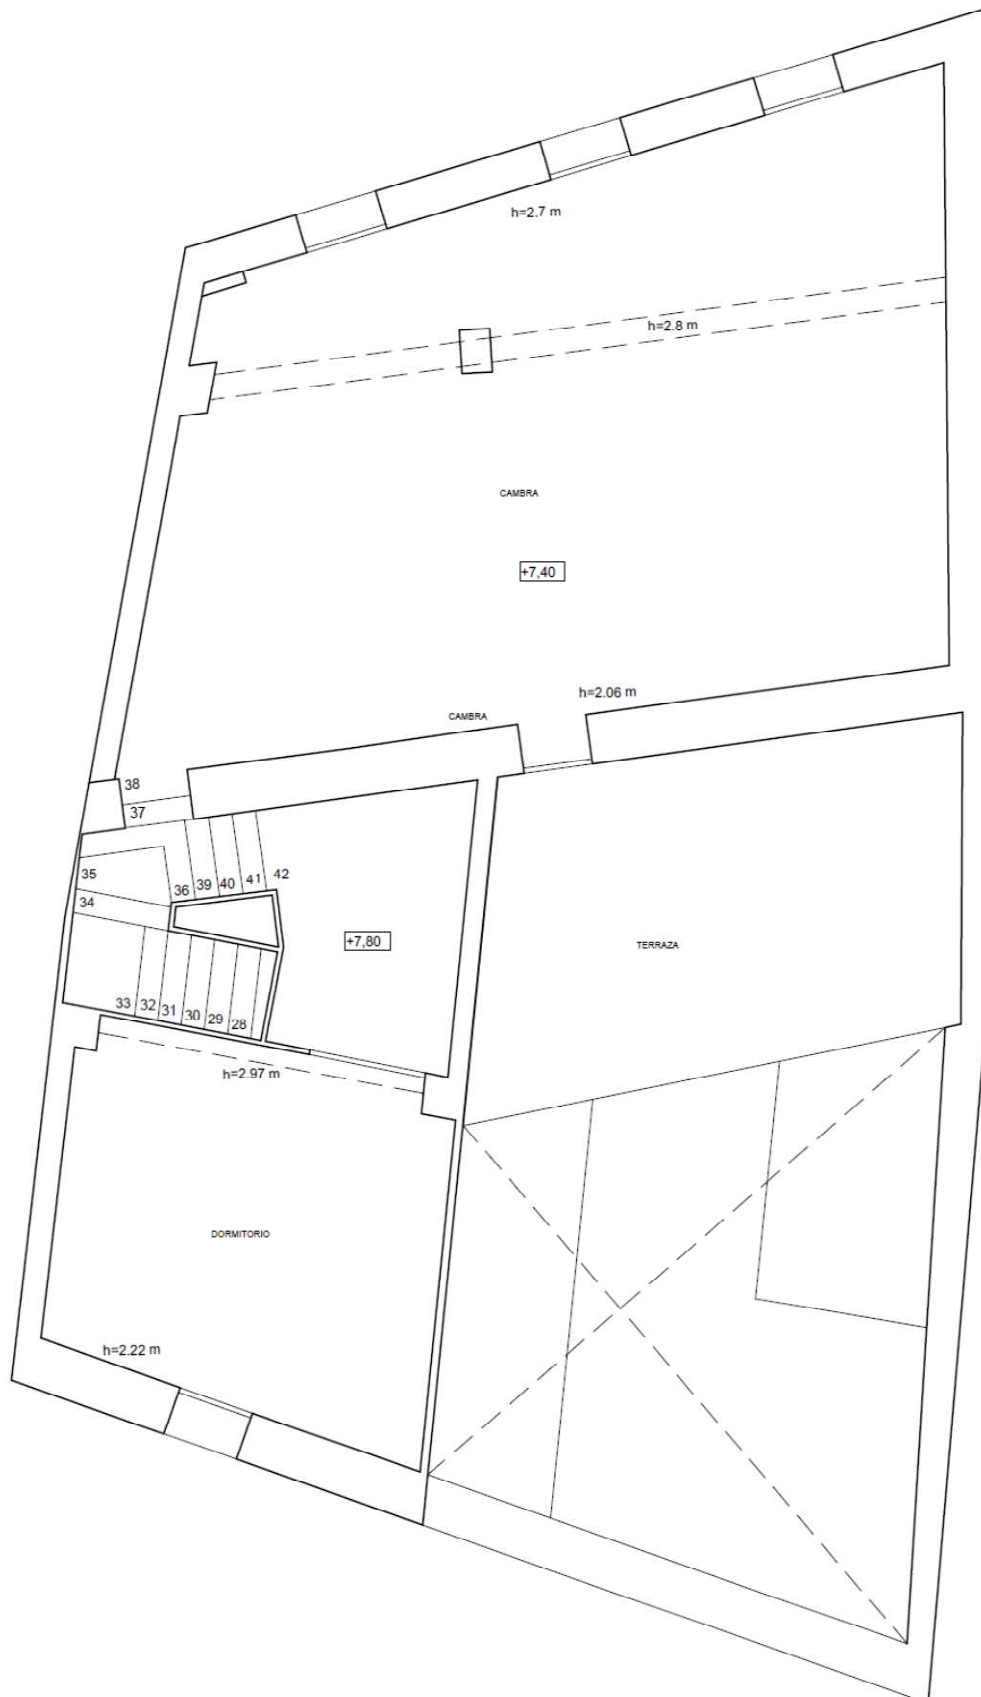 h=2.7 m
h=2.8 m
CAMBRA
+7,40
h=2.06 m
CAMBRA
38
37
35
36
39
40
41
42
34
+7,80
TERRAZA
33
32
31
30
29
28
h=2.97 m
DORMITORIO
h=2.22 m